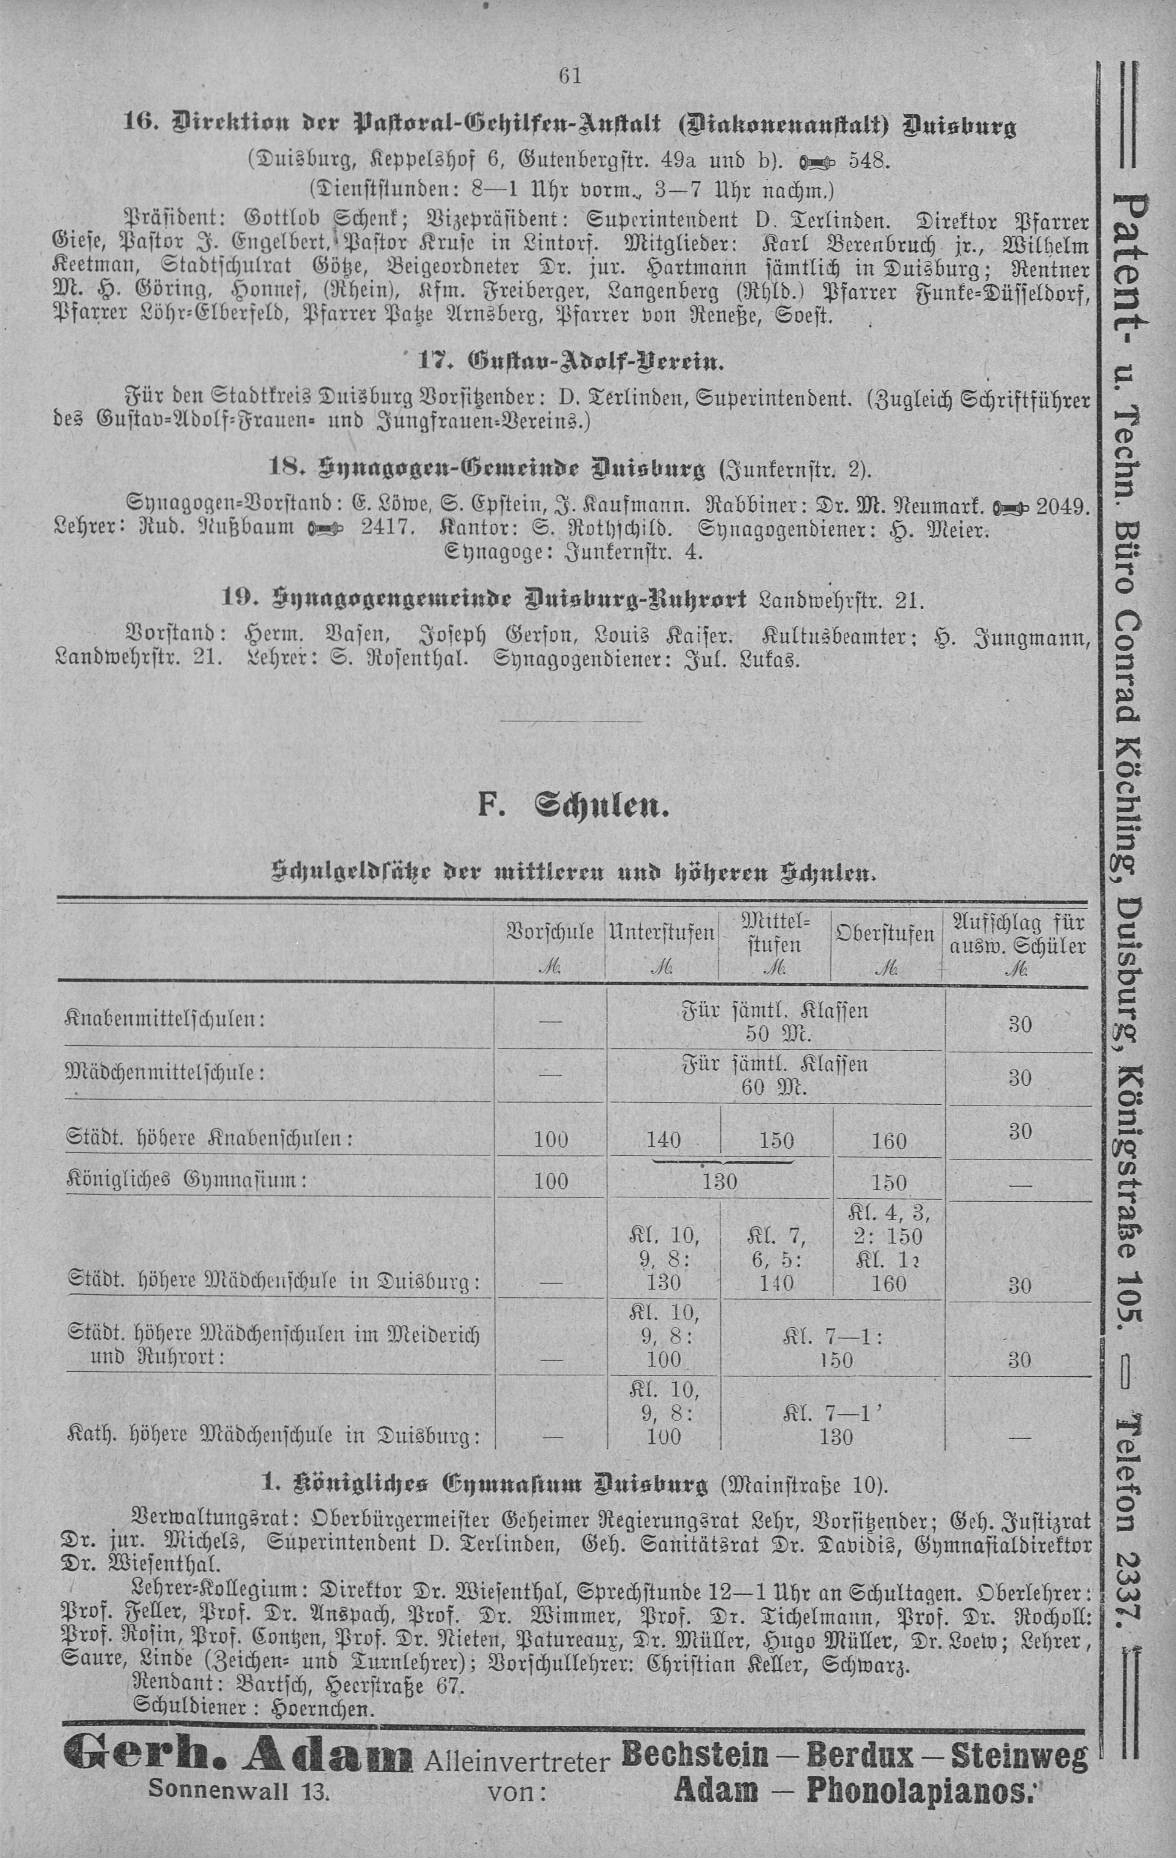 61
16. Direktion der Pastoral-Gehilfen-Anstalt (Diakonenanstalt) Duisburg
(Duisburg, Keppelshof 6, Gutenbergstr. 49a und b). 548.
(Dienststunden: 8—1 Uhr vorm., 3—7 Uhr nachm.)
Präsident: Gottlob Schenk; Vizepräsident: Superintendent D. Terlinden. Direktor Pfarrer
Giese, Pastor J. Engelbert, Pastor Kruse in Lintorf. Mitglieder: Karl Berenbruch jr., Wilhelm
Keetman, Stadtschulrat Götze, Beigeordneter Dr. jur. Hartmann sämtlich in Duisburg; Rentner
M. H. Göring, Honnef, (Rhein), Kfm. Freiberger, Langenberg (Rhld.) Pfarrer Funke-Düsseldorf,
Pfarrer Löhr-Elberfeld, Pfarrer Patze Arnsberg, Pfarrer von Renesse, Soest.
17. Gustav-Adolf-Verein.
Für den Stadtkreis Duisburg Vorsitzender: D. Terlinden, Superintendent. (Zugleich Schriftführer
des Gustav-Adolf-Frauen- und Jungfrauen-Vereins.)
18. Synagogen-Gemeinde Duisburg (Junkernstr. 2).
Synagogen-Vorstand: E. Löwe, S. Epstein, J. Kaufmann. Rabbiner: Dr. M. Neumark. 2049.
Lehrer: Rud. Nußbaum 2417. Kantor: S. Rothschild. Synagogendiener: H. Meier.
Synagoge: Junkernstr. 4.
19. Synagogengemeinde Duisburg-Ruhrort Landwehrstr. 21.
Vorstand: Herm. Vasen, Joseph Gerson, Louis Kaiser. Kultusbeamter; H. Jungmann,
Landwehrstr. 21. Lehrer: S. Rosenthal. Synagogendiener: Jul. Lukas.
F. Schulen.
Schulgeldsätze der mittleren und höheren Schulen.
Vorschule Unterstufen Mittel- Oberstufen Aufschlag für
stufen ausw. Schüler
M. M. M. M. M.
Knabenmittelschulen: — Für sämtl. Klassen 30
50 M.
Mädchenmittelschule: — Für sämtl. Klassen 30
60 M.
Städt. höhere Knabenschulen: 100 140 150 160 30
Königliches Gymnasium: 100 130 150 —
Kl. 4, 3,
Kl. 10, Kl. 7, 2: 150
9, 8: 6, 5: Kl. 1:
Städt. höhere Mädchenschule in Duisburg: — 130 140 160 30
Kl. 10,
Städt. höhere Mädchenschulen im Meiderich 9, 8: Kl. 7—1:
und Ruhrort: — 100 150 30
Kl. 10,
9, 8: Kl. 7—1'
Kath. höhere Mädchenschule in Duisburg: — 100 130 —
1. Königliches Gymnasium Duisburg (Mainstraße 10).
Verwaltungsrat: Oberbürgermeister Geheimer Regierungsrat Lehr, Vorsitzender; Geh. Justizrat
Dr. jur. Michels, Superintendent D. Terlinden, Geh. Sanitätsrat Dr. Davidis, Gymnasialdirektor
Dr. Wiesenthal.
Lehrer-Kollegium: Direktor Dr. Wiesenthal, Sprechstunde 12—1 Uhr an Schultagen. Oberlehrer:
Prof. Feller, Prof. Dr. Anspach, Prof. Dr. Wimmer, Prof. Dr. Tichelmann, Prof. Dr. Rocholl:
Prof. Rosin, Prof. Contzen, Prof. Dr. Nieten, Patureaux, Dr. Müller, Hugo Müller, Dr. Loew; Lehrer,
Saure, Linde (Zeichen- und Turnlehrer); Vorschullehrer: Christian Keller, Schwarz.
Rendant: Bartsch, Heerstraße 67.
Schuldiener: Hoernchen.
Gerh. Adam Alleinvertreter Bechstein — Berdux — Steinweg
Sonnenwall 13. von: Adam — Phonolapianos.
Patent- u. Techn. Büro Conrad Köchling, Duisburg, Königstraße 105. Telefon 2337.